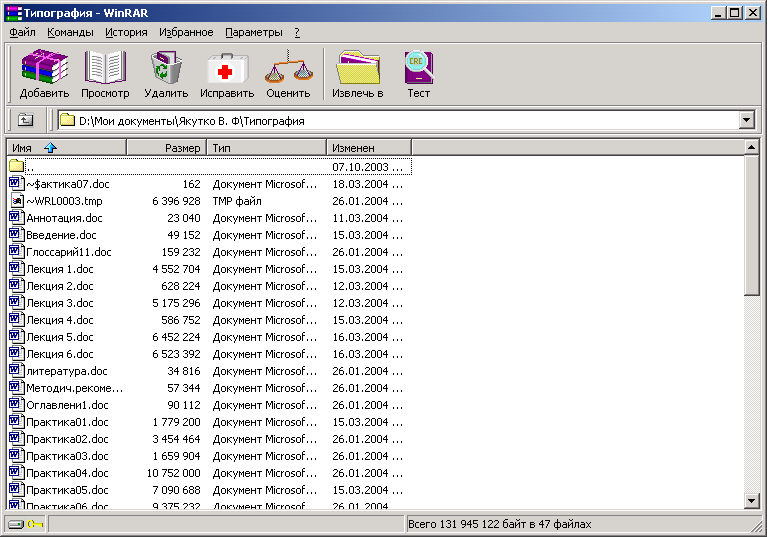 Типография - WinRAR
Файл Команды История Избранное Параметры ?
Добавить Просмотр Удалить Исправить Оценить Извлечь в Тест
CRC
D:\Мои документы\Якутко В. Ф\Типография
Имя Размер Тип Изменен
.. 07.10.2003 ...
~$актика07.doc 162 Документ Microsof... 18.03.2004 ...
~WRL0003.tmp 6 396 928 TMP файл 26.01.2004 ...
Аннотация.doc 23 040 Документ Microsof... 11.03.2004 ...
Введение.doc 49 152 Документ Microsof... 15.03.2004 ...
Глоссарий11.doc 159 232 Документ Microsof... 26.01.2004 ...
Лекция 1.doc 4 552 704 Документ Microsof... 15.03.2004 ...
Лекция 2.doc 628 224 Документ Microsof... 12.03.2004 ...
Лекция 3.doc 5 175 296 Документ Microsof... 12.03.2004 ...
Лекция 4.doc 586 752 Документ Microsof... 15.03.2004 ...
Лекция 5.doc 6 452 224 Документ Microsof... 16.03.2004 ...
Лекция 6.doc 6 523 392 Документ Microsof... 16.03.2004 ...
литература.doc 34 816 Документ Microsof... 26.01.2004 ...
Методич.рекоме... 57 344 Документ Microsof... 26.01.2004 ...
Оглавлени1.doc 90 112 Документ Microsof... 26.01.2004 ...
Практика01.doc 1 779 200 Документ Microsof... 15.03.2004 ...
Практика02.doc 3 454 464 Документ Microsof... 26.01.2004 ...
Практика03.doc 1 659 904 Документ Microsof... 26.01.2004 ...
Практика04.doc 10 752 000 Документ Microsof... 26.01.2004 ...
Практика05.doc 7 090 688 Документ Microsof... 15.03.2004 ...
Практика06.doc 9 375 232 Документ Microsof... 26.01.2004 ...
Всего 131 945 122 байт в 47 файлах